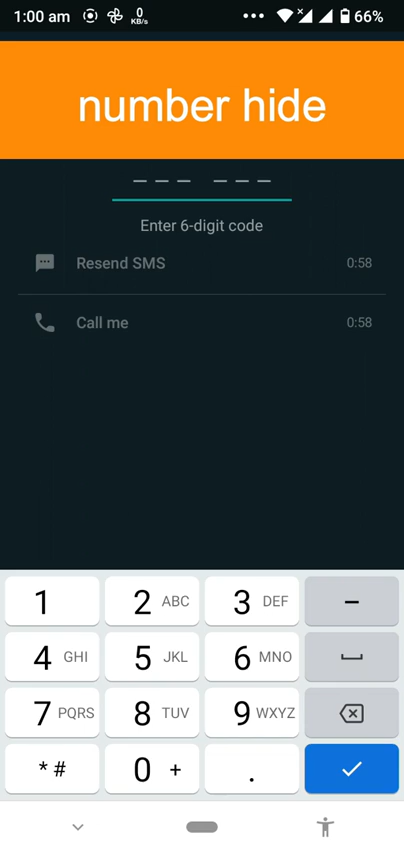 1:00 am 0 KB/s 66%
number hide
Enter 6-digit code
Resend SMS 0:58
Call me 0:58
1 2 ABC 3 DEF –
4 GHI 5 JKL 6 MNO
7 PQRS 8 TUV 9 WXYZ
* # 0 + .